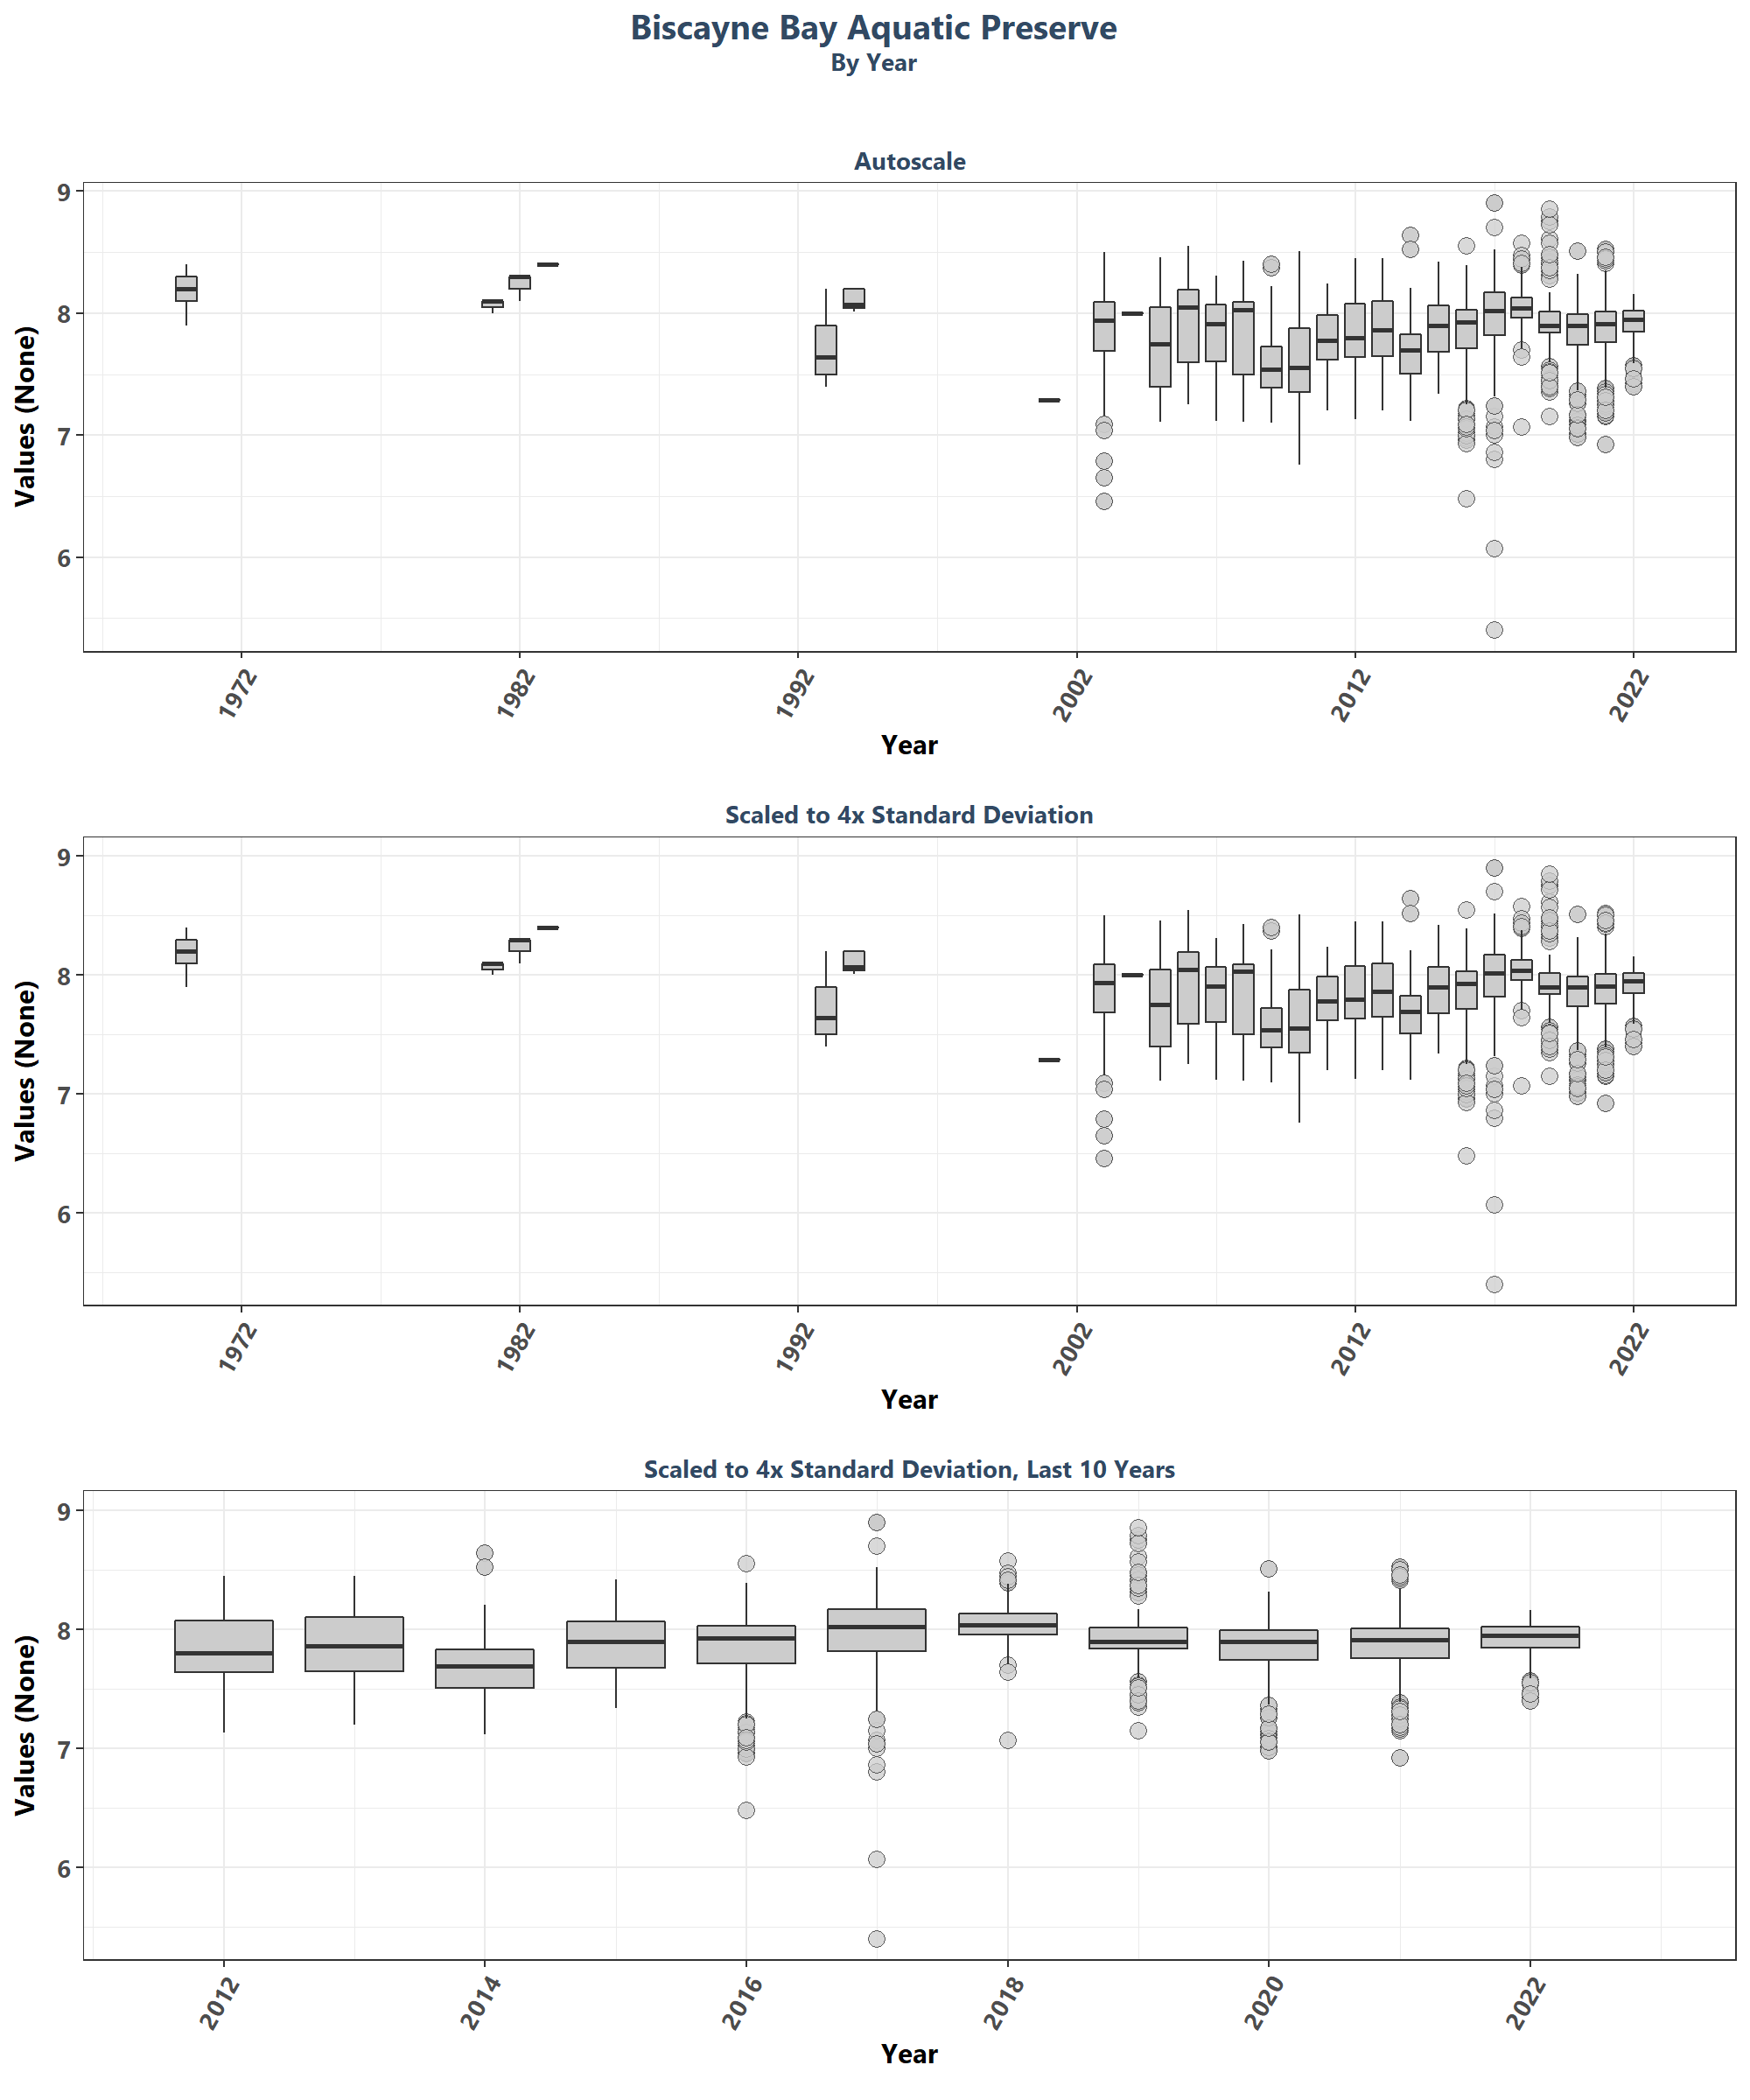 Biscayne Bay Aquatic Preserve
By Year
Autoscale
9
8
7
6
Values (None)
1972 1982 1992 2002 2012 2022
Year
Scaled to 4x Standard Deviation
9
8
7
6
Values (None)
1972 1982 1992 2002 2012 2022
Year
Scaled to 4x Standard Deviation, Last 10 Years
9
8
7
6
Values (None)
2012 2014 2016 2018 2020 2022
Year